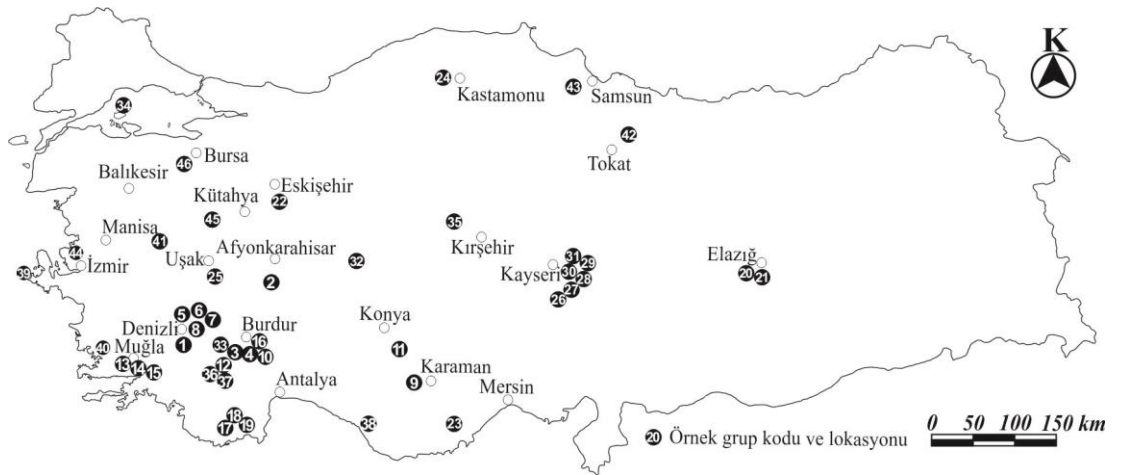 K
34
24
Kastamonu
43
Samsun
42
Tokat
46
Bursa
Balıkesir
Eskişehir
22
Kütahya
45
35
Kırşehir
Manisa
41
44
İzmir
39
Uşak
25
Afyonkarahisar
2
32
Kayseri
31
29
30
28
27
26
Elazığ
20
21
5
6
7
Denizli
8
1
Burdur
16
33
3
4
10
12
36
37
40
Muğla
13
14
15
Konya
11
9
Karaman
Mersin
Antalya
18
17
19
38
23
20 Örnek grup kodu ve lokasyonu
0 50 100 150 km